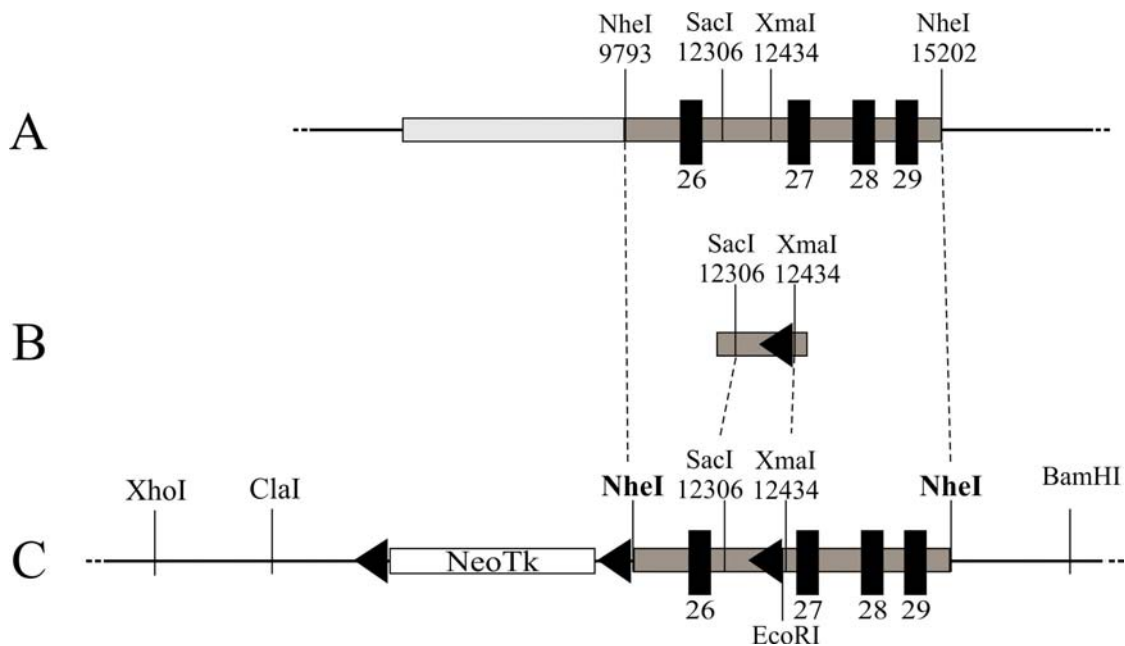 A
NheI SacI XmaI NheI
9793 12306 12434 15202
26 27 28 29
B
SacI XmaI
12306 12434
C
XhoI ClaI NheI SacI XmaI NheI BamHI
12306 12434
NeoTk
26 27 28 29
EcoRI